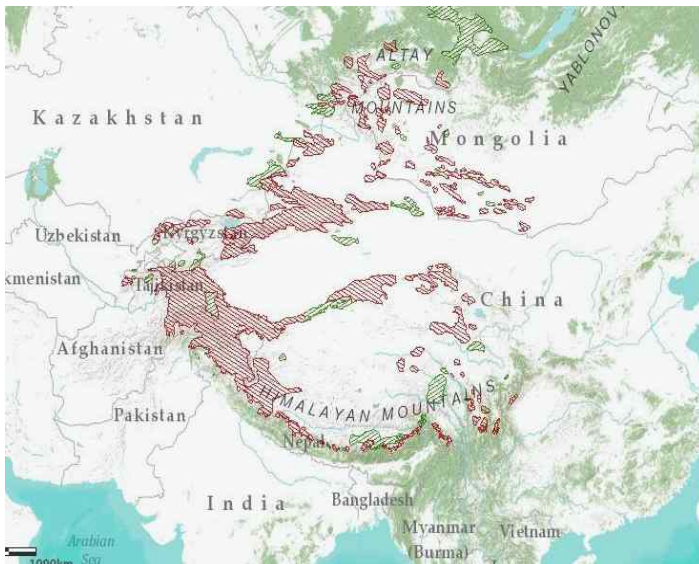 ALTAY
YABLONOV
MOUNTAINS
Kazakhstan
Mongolia
Uzbekistan
Kyrgyzstan
kmenistan
Tajikistan
China
Afghanistan
HIMALAYAN MOUNTAINS
Pakistan
Nepal
India
Bangladesh
Myanmar
(Burma)
Vietnam
Arabian
Sea
1000km